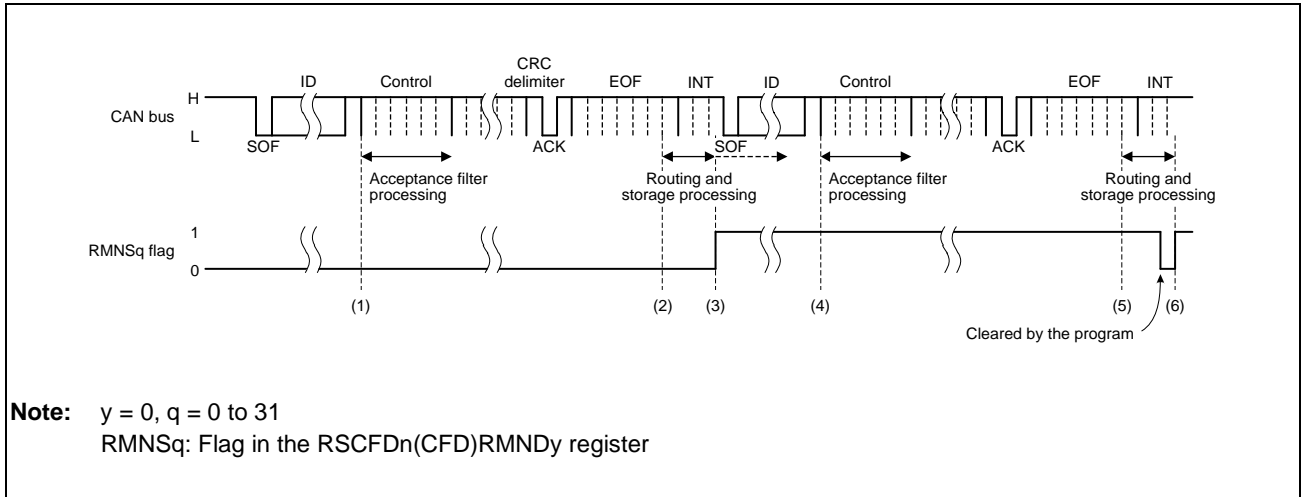 CRC
ID Control delimiter EOF INT ID Control EOF INT
H
CAN bus
L
SOF ACK SOF ACK
Acceptance filter Routing and Acceptance filter Routing and
processing storage processing processing storage processing
1
RMNSq flag
0
(1) (2) (3) (4) (5) (6)
Cleared by the program
Note: y = 0, q = 0 to 31
RMNSq: Flag in the RSCFDn(CFD)RMNDy register